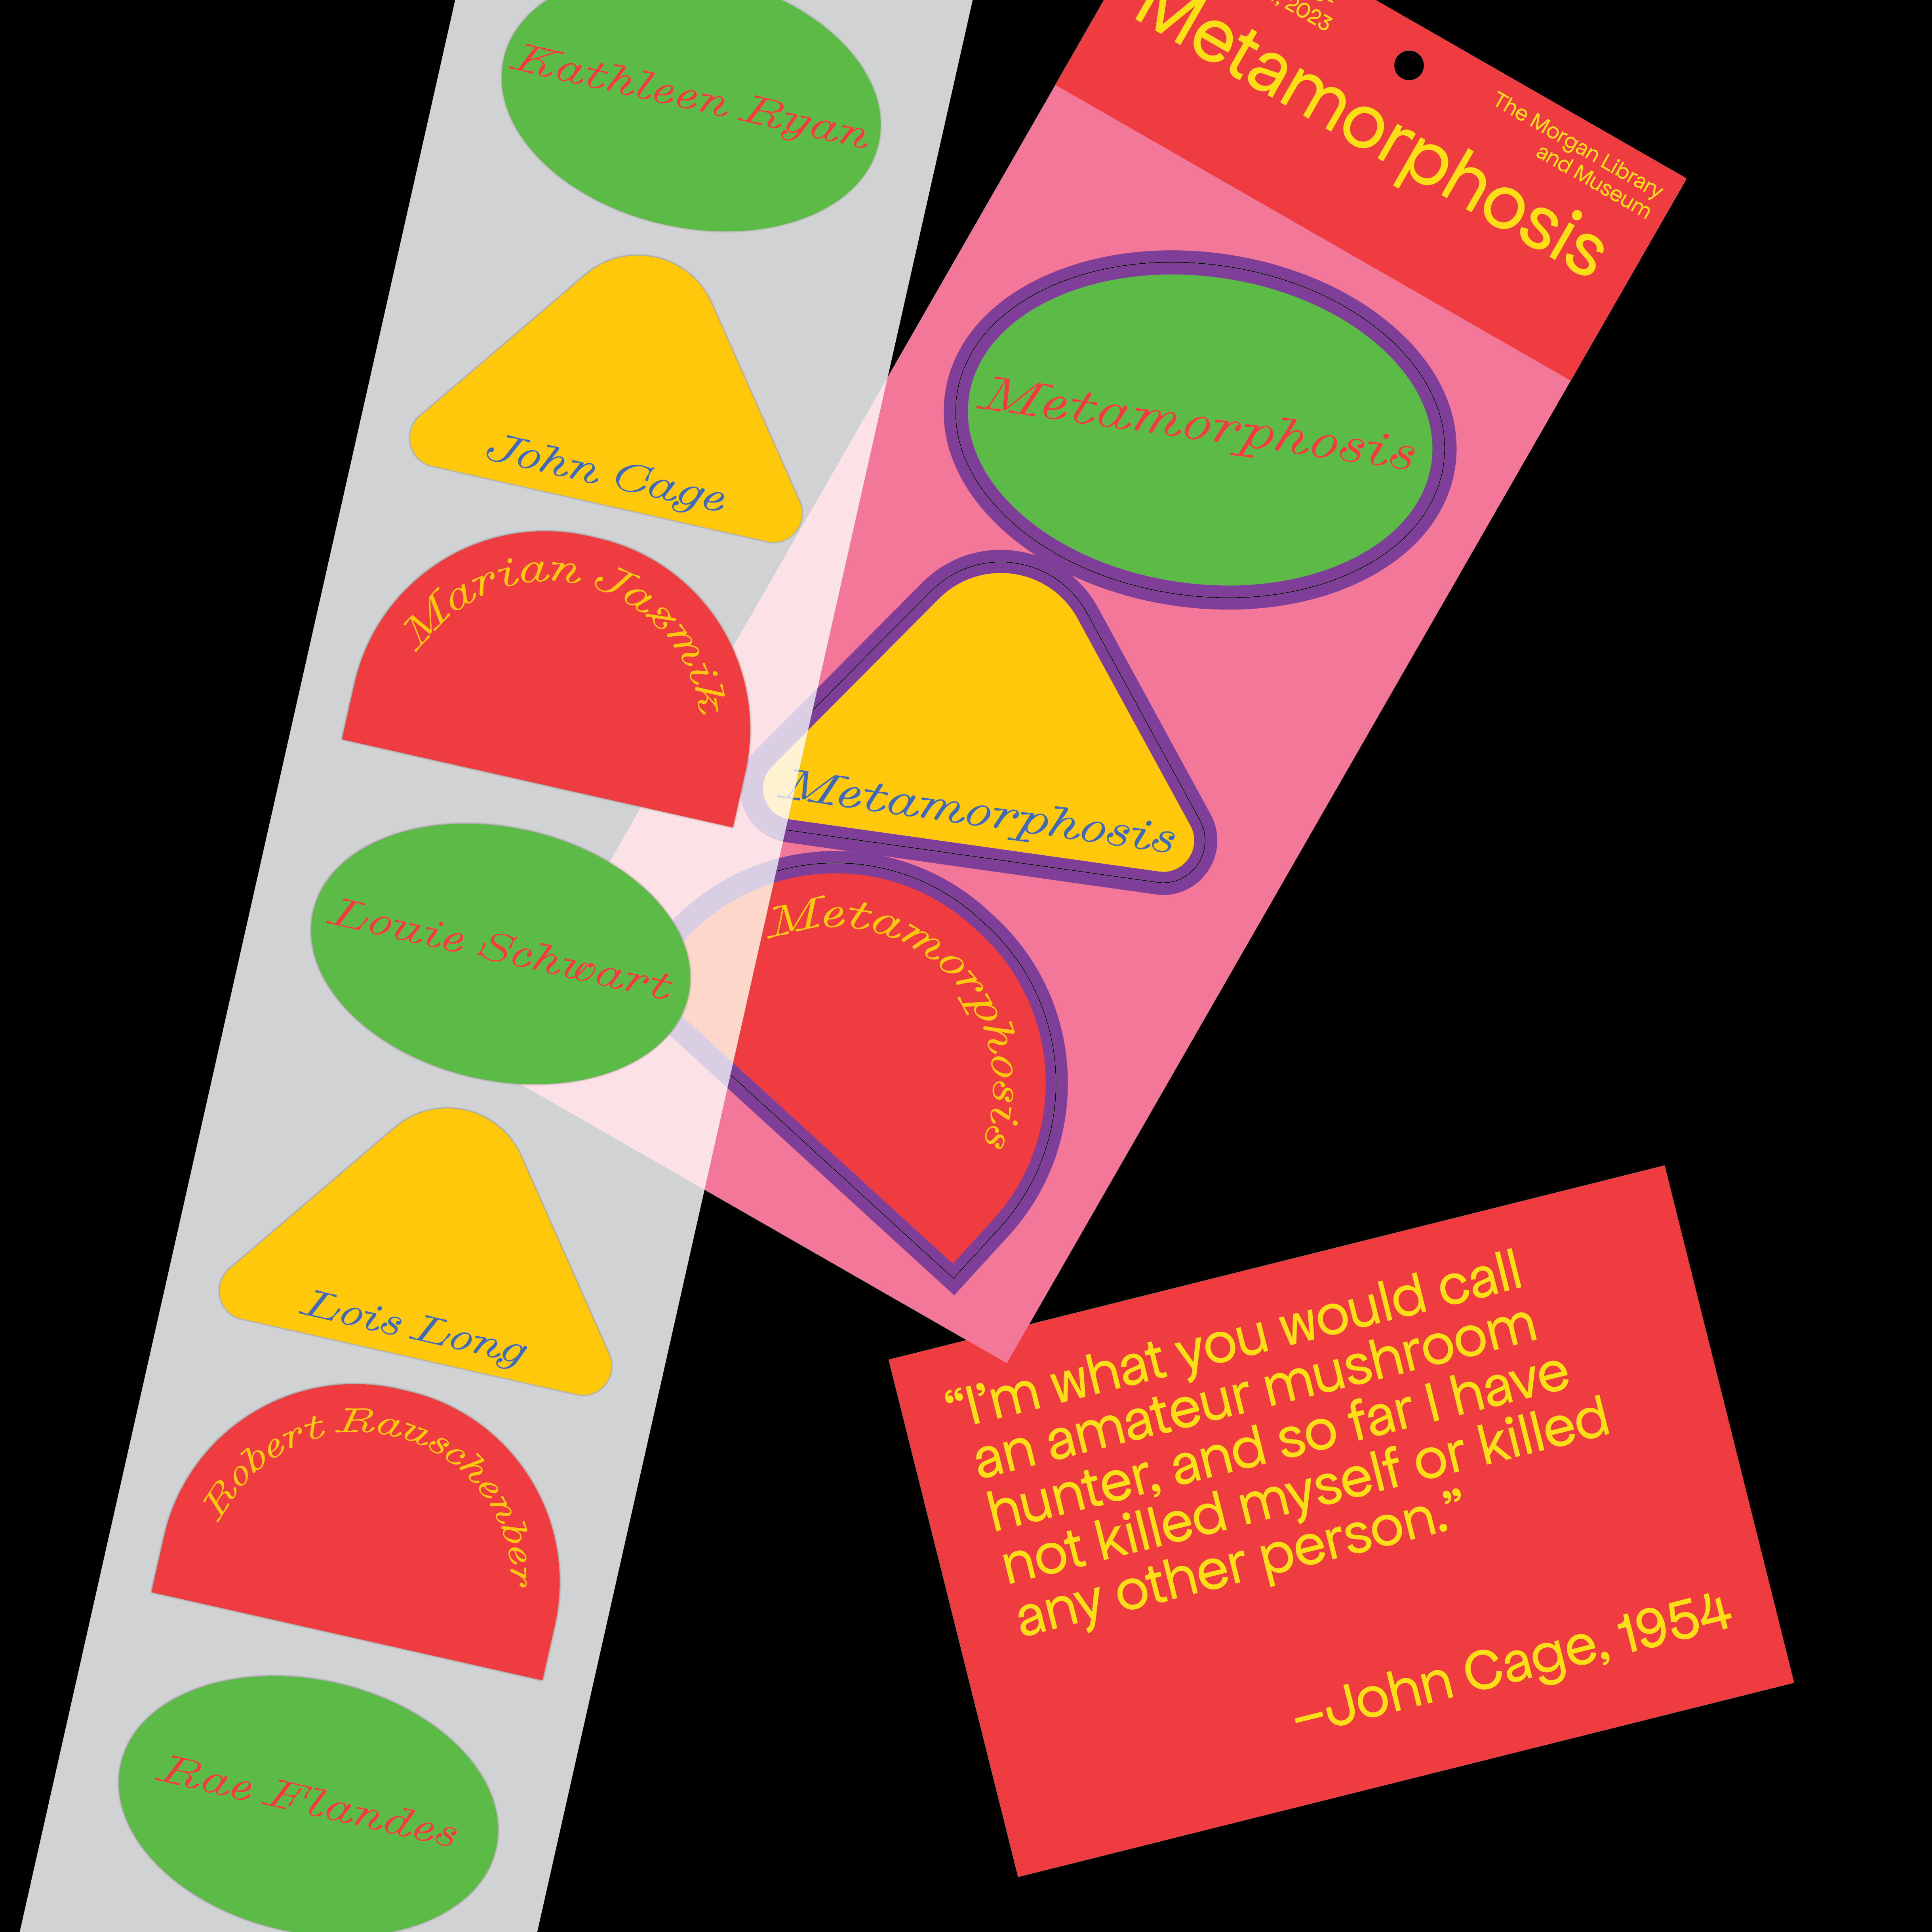 Kathleen Ryan
John Cage
Marian Jazmik
Louie Schwart
Lois Long
Robert Rauschenber
Rae Flandes
, 2023
Metamorphosis
The Morgan Library
and Museum
Metamorphosis
Metamorphosis
Metamorphosis
“I’m what you would call
an amateur mushroom
hunter, and so far I have
not killed myself or killed
any other person.”
—John Cage, 1954